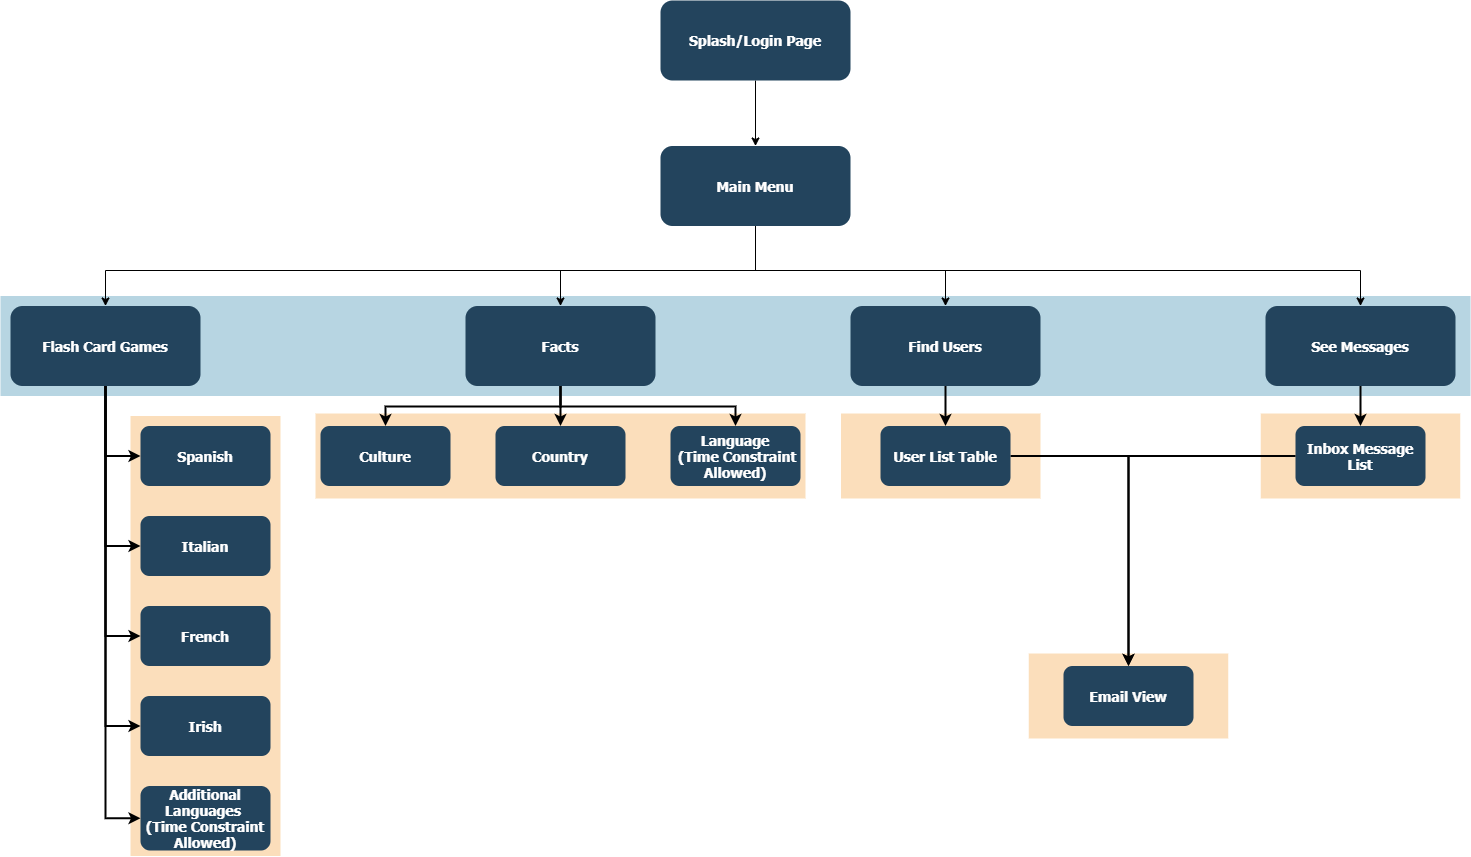 Splash/Login Page
Main Menu
Flash Card Games
Facts
Find Users
See Messages
Spanish
Italian
French
Irish
Additional
Languages
(Time Constraint
Allowed)
Culture
Country
Language
(Time Constraint
Allowed)
User List Table
Inbox Message
List
Email View